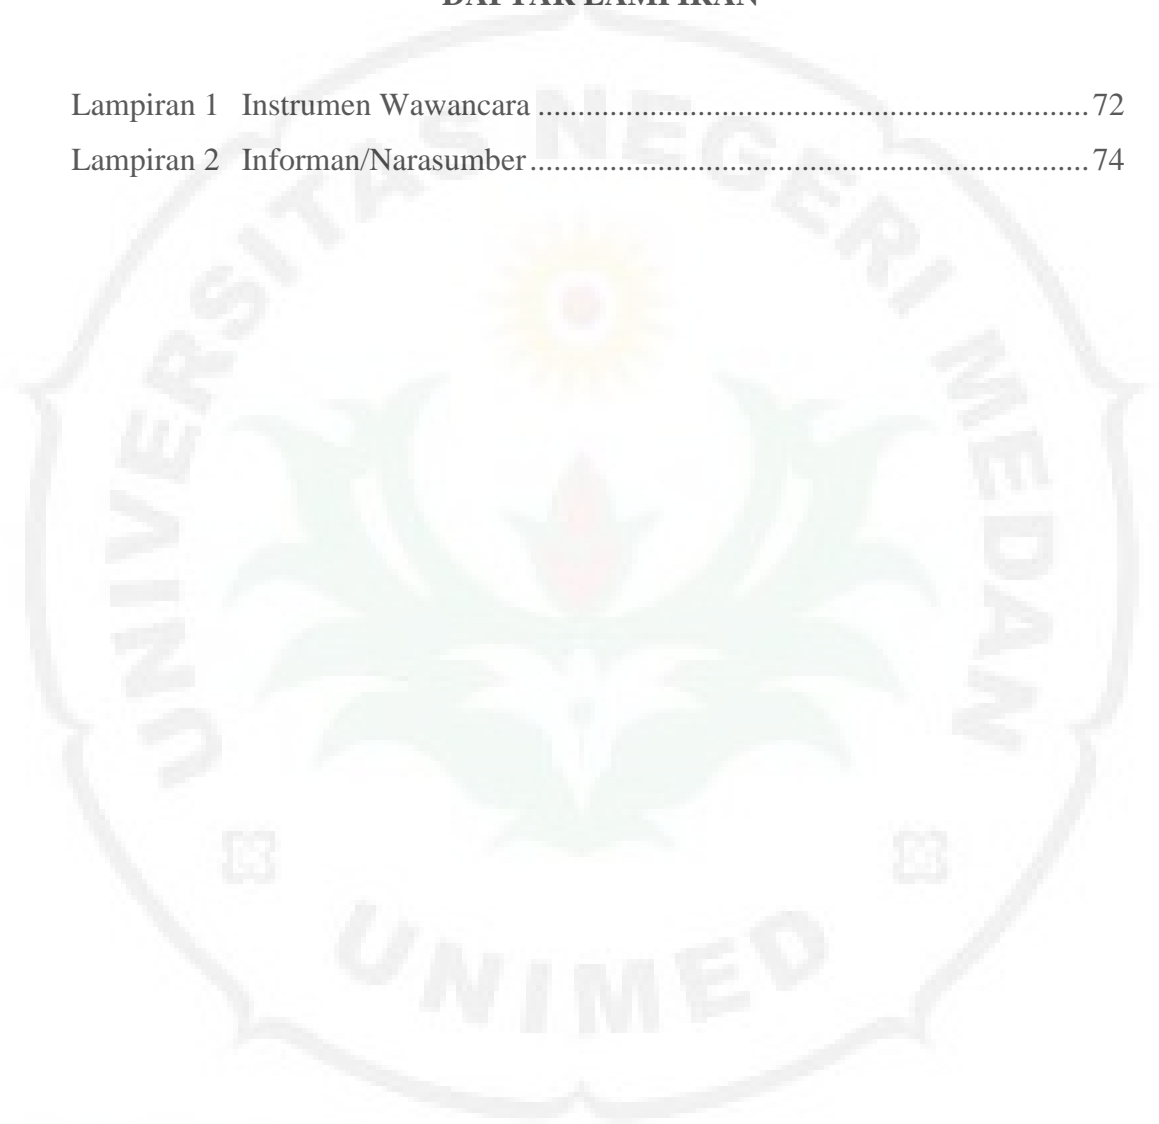 DAFTAR LAMPIRAN
Lampiran 1 Instrumen Wawancara ........................................................... 72
Lampiran 2 Informan/Narasumber ............................................................ 74
UNIVERSITAS NEGERI MEDAN
UNIMED